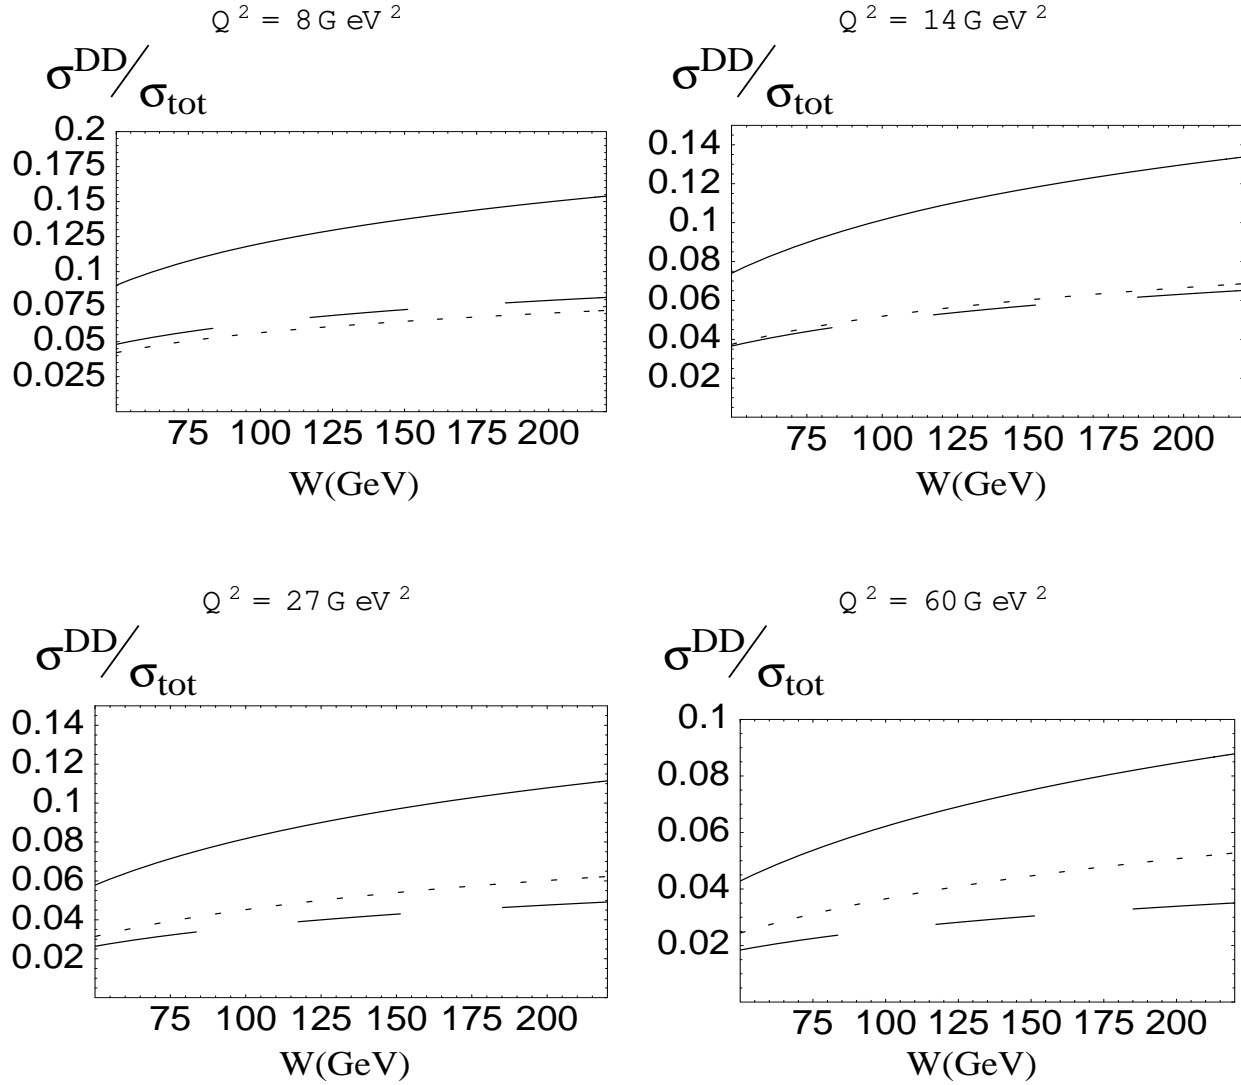 Q² = 8 GeV²
σ^DD/σ_tot
0.2
0.175
0.15
0.125
0.1
0.075
0.05
0.025
75 100 125 150 175 200
W(GeV)
Q² = 14 GeV²
σ^DD/σ_tot
0.14
0.12
0.1
0.08
0.06
0.04
0.02
75 100 125 150 175 200
W(GeV)
Q² = 27 GeV²
σ^DD/σ_tot
0.14
0.12
0.1
0.08
0.06
0.04
0.02
75 100 125 150 175 200
W(GeV)
Q² = 60 GeV²
σ^DD/σ_tot
0.1
0.08
0.06
0.04
0.02
75 100 125 150 175 200
W(GeV)